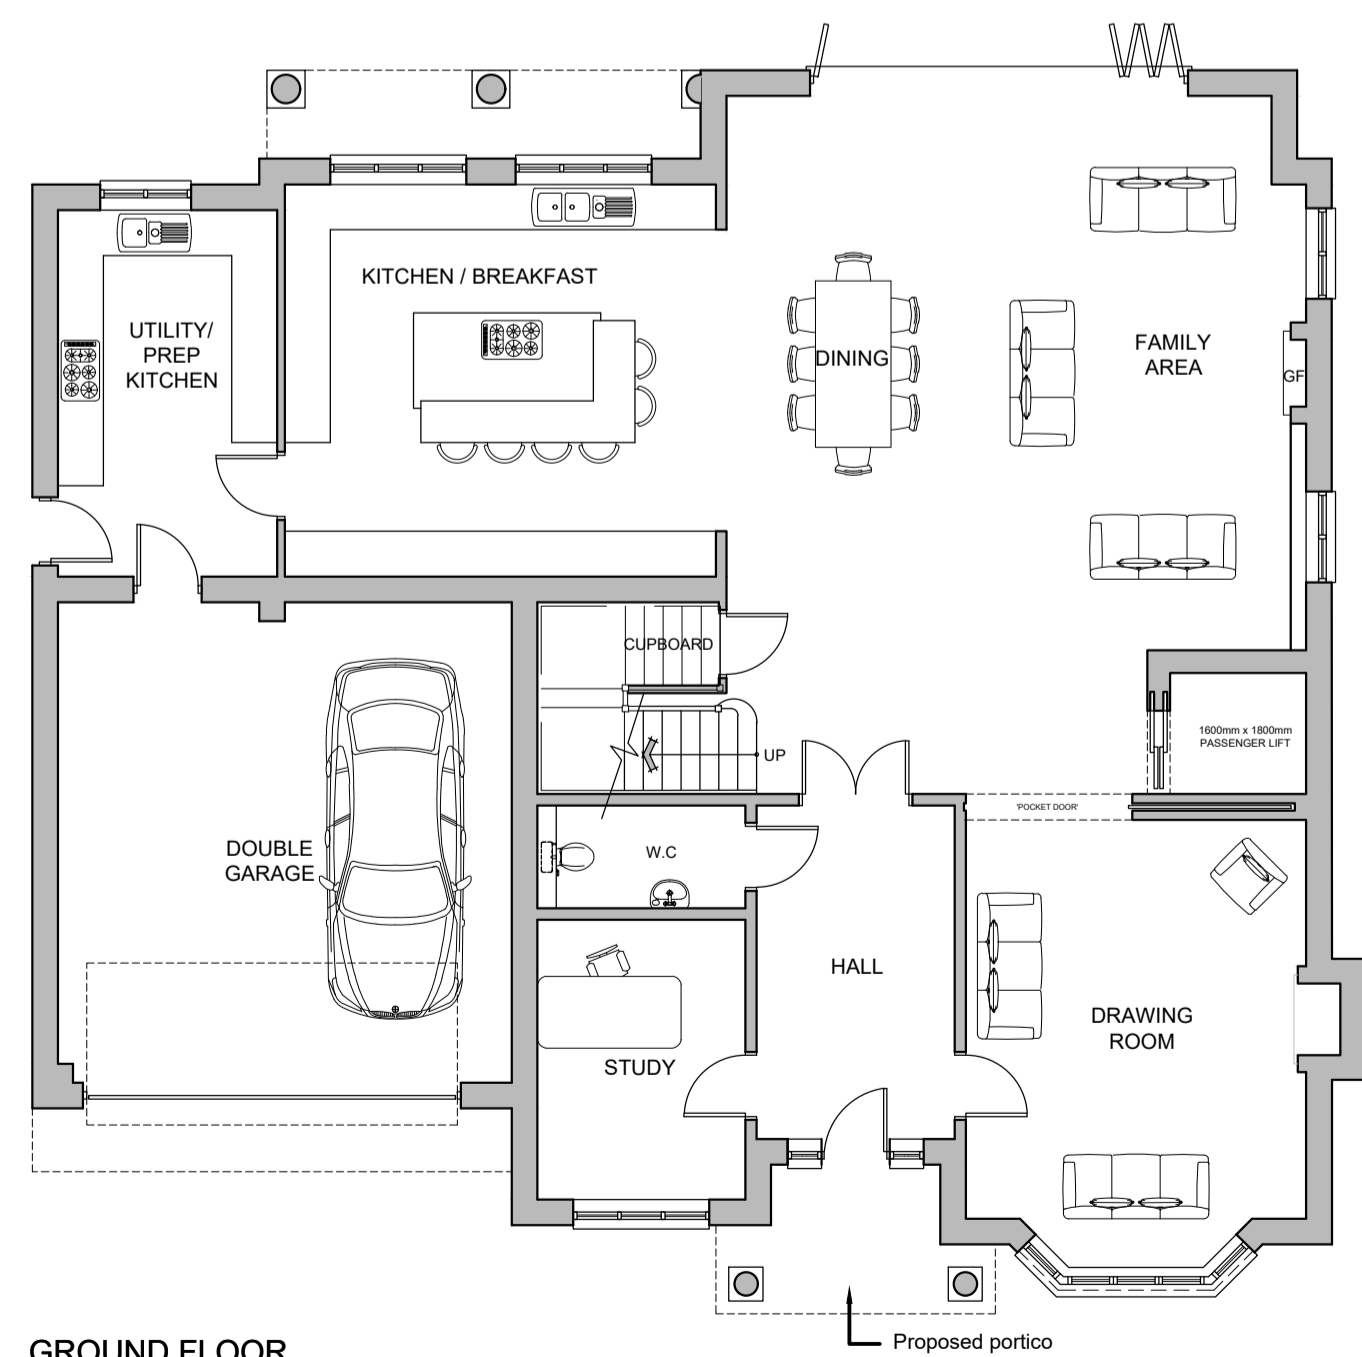 KITCHEN / BREAKFAST
UTILITY/
PREP
KITCHEN
DINING
FAMILY
AREA
GF
CUPBOARD
UP
1600mm x 1800mm
PASSENGER LIFT
'POCKET DOOR'
W.C
DOUBLE
GARAGE
HALL
DRAWING
ROOM
STUDY
Proposed portico
GROUND FLOOR